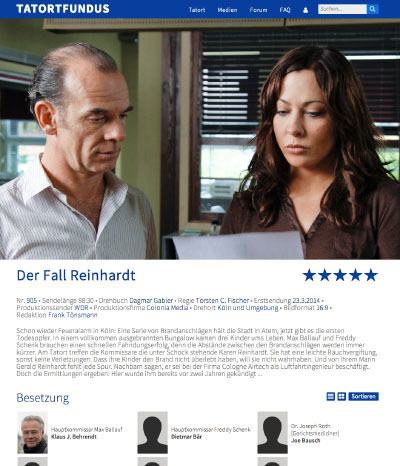 TATORTFUNDUS
Tatort Medien Forum FAQ Suchen...
Der Fall Reinhardt
Nr. 905 • Sendelänge 88:30 • Drehbuch Dagmar Gabler • Regie Torsten C. Fischer • Erstsendung 23.3.2014 •
Produktionssender WDR • Produktionsfirma Colonia Media • Drehort Köln und Umgebung • Bildformat 16:9 •
Redaktion Frank Tönsmann
Schon wieder Feueralarm in Köln: Eine Serie von Brandanschlägen hält die Stadt in Atem, jetzt gibt es die ersten
Todesopfer. In einem vollkommen ausgebrannten Bungalow kamen drei Kinder ums Leben. Max Ballauf und Freddy
Schenk brauchen einen schnellen Fahndungserfolg, denn die Abstände zwischen den Brandanschlägen werden immer
kürzer. Am Tatort treffen die Kommissare die unter Schock stehende Karen Reinhardt. Sie hat eine leichte Rauchvergiftung,
sonst keine Verletzungen. Dass ihre Kinder den Brand nicht überlebt haben, will sie nicht wahrhaben. Und von ihrem Mann
Gerald Reinhardt fehlt jede Spur. Nachbarn sagen, er sei bei der Firma Cologne Airtech als Luftfahrtingenieur beschäftigt.
Doch die Ermittlungen ergeben: Hier wurde ihm bereits vor zwei Jahren gekündigt ...
Besetzung
Sortieren
Hauptkommissar Max Ballauf
Klaus J. Behrendt
Hauptkommissar Freddy Schenk
Dietmar Bär
Dr. Joseph Roth
(Gerichtsmediziner)
Joe Bausch